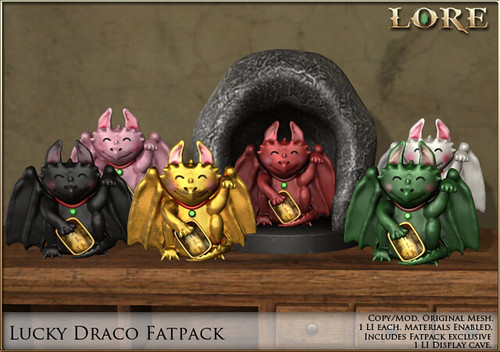 LORE
LUCKY DRACO FATPACK
COPY/MOD. ORIGINAL MESH.
1 LI EACH. MATERIALS ENABLED.
INCLUDES FATPACK EXCLUSIVE
1 LI DISPLAY CAVE.